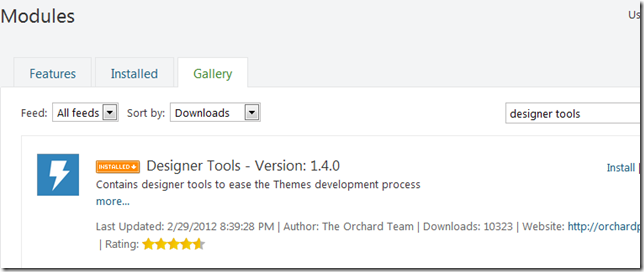 Modules
Us
Features Installed Gallery
Feed: All feeds Sort by: Downloads designer tools
INSTALLED Designer Tools - Version: 1.4.0 Install |
Contains designer tools to ease the Themes development process
more...
Last Updated: 2/29/2012 8:39:28 PM | Author: The Orchard Team | Downloads: 10323 | Website: http://orchardp
| Rating: